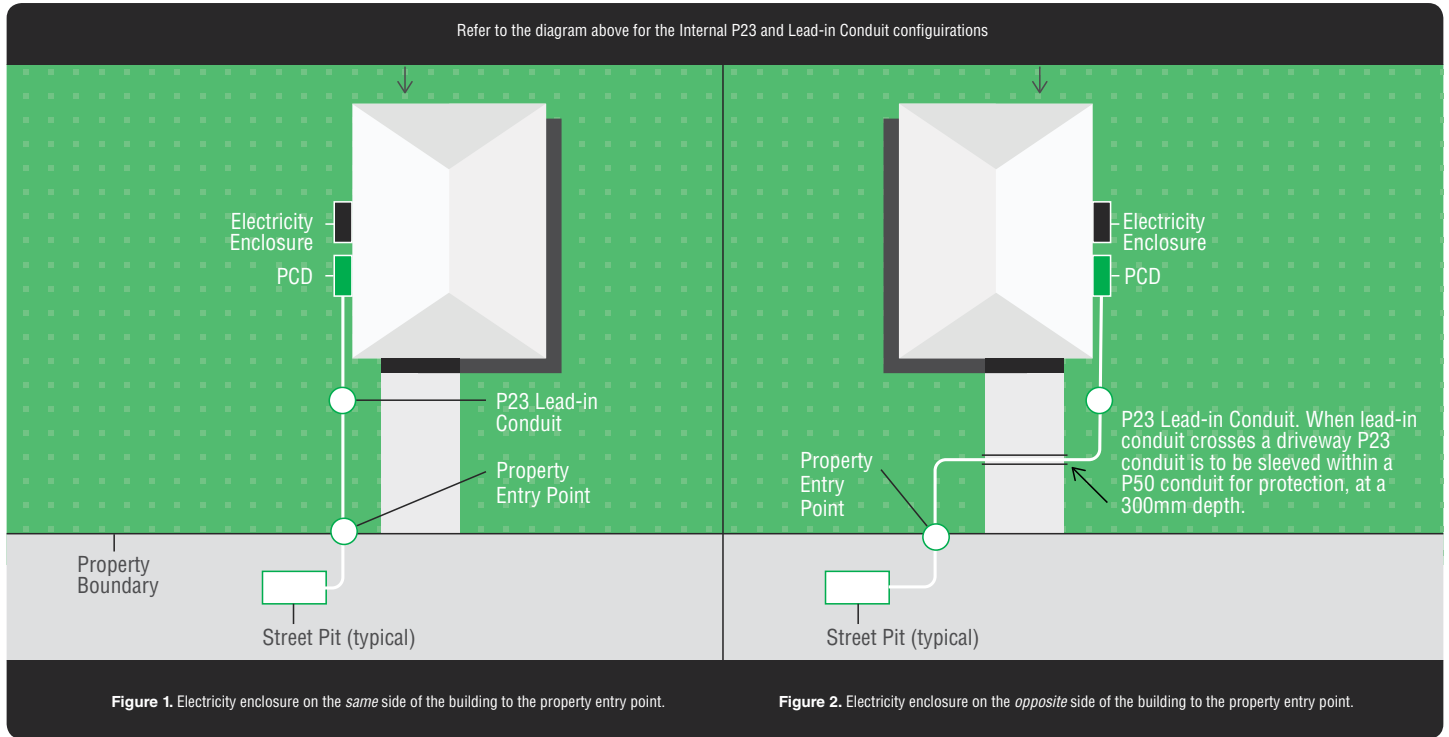 Refer to the diagram above for the Internal P23 and Lead-in Conduit configuirations
Electricity
Enclosure
PCD
P23 Lead-in
Conduit
Property
Entry Point
Property
Boundary
Street Pit (typical)
Electricity
Enclosure
PCD
P23 Lead-in Conduit. When lead-in
conduit crosses a driveway P23
conduit is to be sleeved within a
P50 conduit for protection, at a
300mm depth.
Property
Entry
Point
Street Pit (typical)
Figure 1. Electricity enclosure on the same side of the building to the property entry point.
Figure 2. Electricity enclosure on the opposite side of the building to the property entry point.